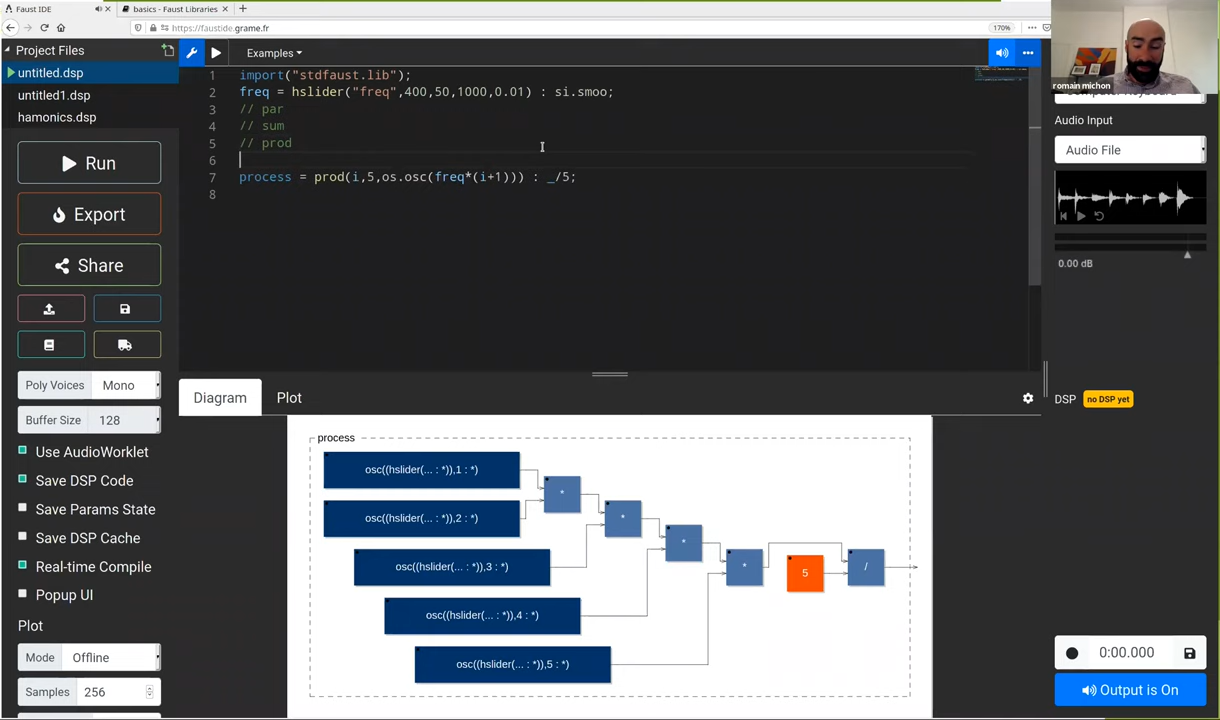 Faust IDE
basics - Faust Libraries
https://faustide.grame.fr
170%
Project Files
untitled.dsp
untitled1.dsp
hamonics.dsp
Run
Export
Share
Poly Voices Mono
Buffer Size 128
Use AudioWorklet
Save DSP Code
Save Params State
Save DSP Cache
Real-time Compile
Popup UI
Plot
Mode Offline
Samples 256
Examples
1 import("stdfaust.lib");
2 freq = hslider("freq",400,50,1000,0.01) : si.smoo;
3 // par
4 // sum
5 // prod
6
7 process = prod(i,5,os.osc(freq*(i+1))) : _/5;
8
Diagram Plot
process
osc((hslider(... : *)),1 : *)
*
osc((hslider(... : *)),2 : *)
*
osc((hslider(... : *)),3 : *)
*
osc((hslider(... : *)),4 : *)
*
5
/
osc((hslider(... : *)),5 : *)
romain michon
Audio Input
Audio File
0.00 dB
DSP no DSP yet
0:00.000
Output is On